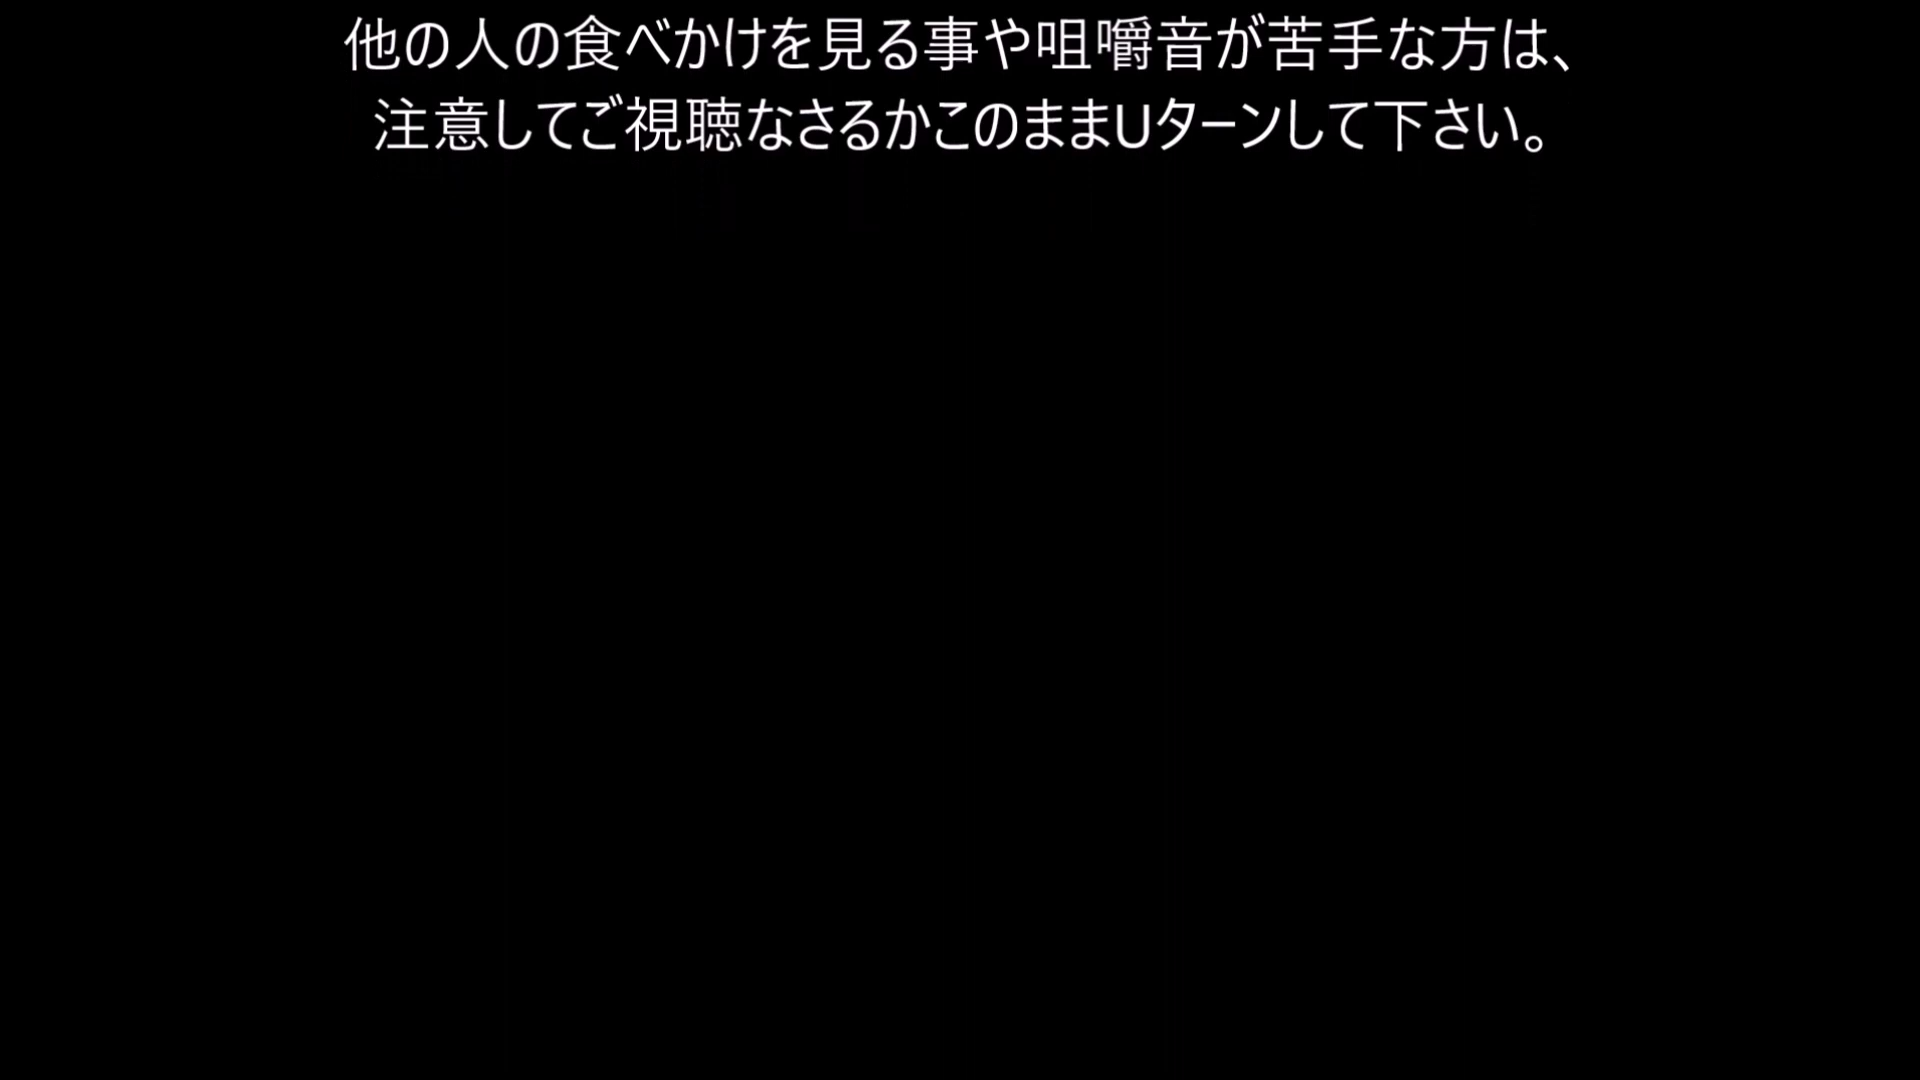 他の人の食べかけを見る事や咀嚼音が苦手な方は、
注意してご視聴なさるかこのままUターンして下さい。